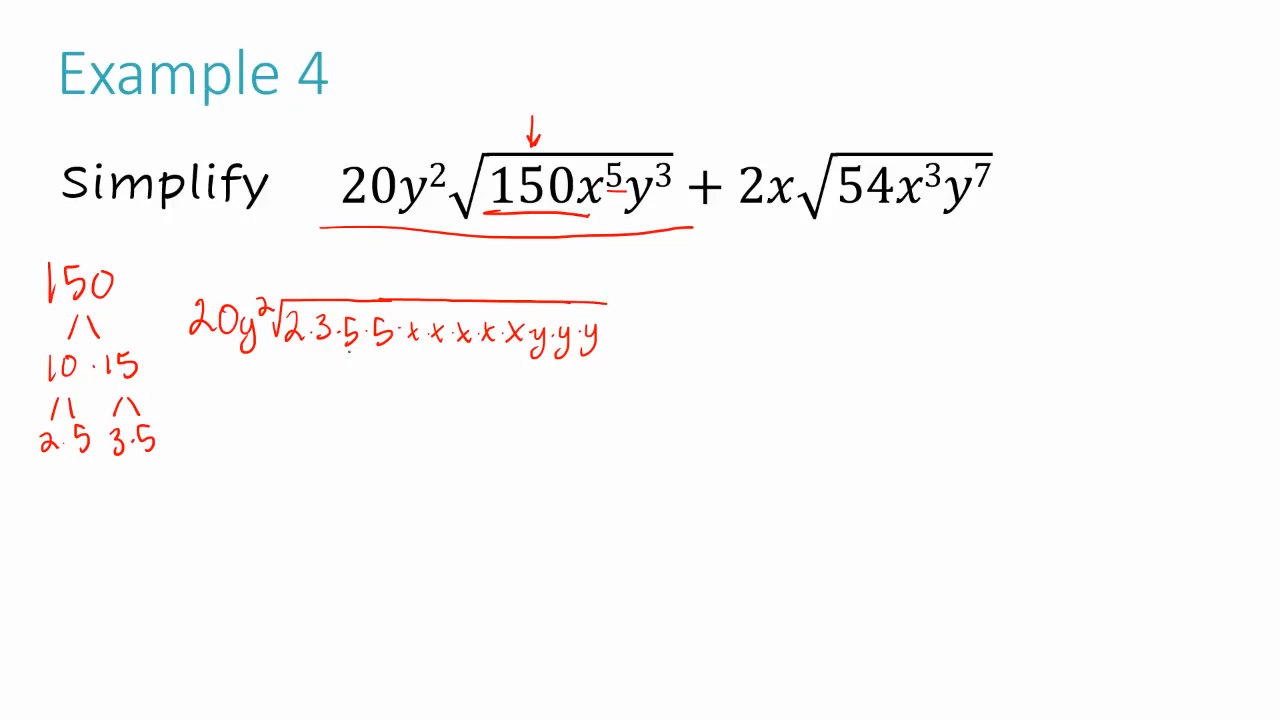 Example 4
Simplify 20y²√(150x⁵y³) + 2x√(54x³y⁷)
150
20y²√(2·3·5·5·x·x·x·x·x y·y·y)
10·15
2·5 3·5